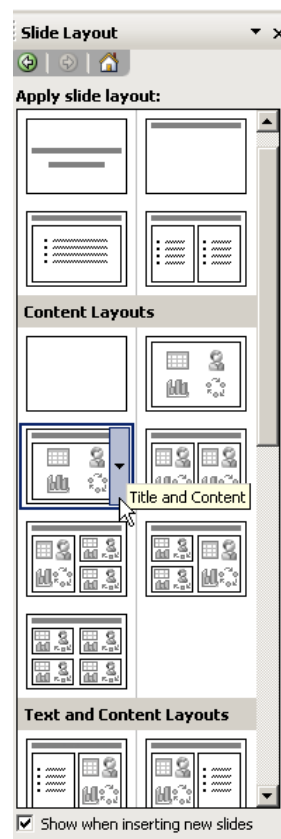 Slide Layout
Apply slide layout:
Content Layouts
Title and Content
Text and Content Layouts
Show when inserting new slides